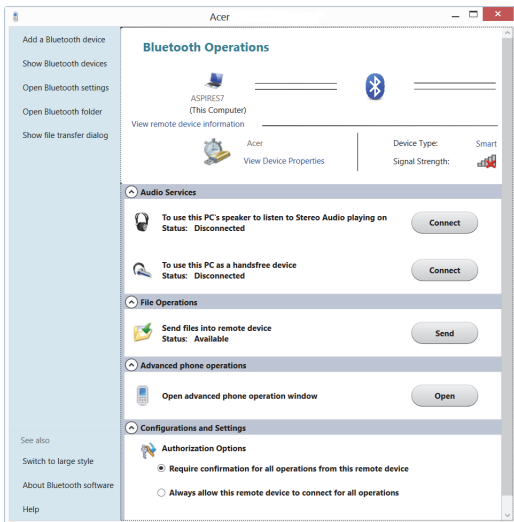 Acer
Add a Bluetooth device
Show Bluetooth devices
Open Bluetooth settings
Open Bluetooth folder
Show file transfer dialog
See also
Switch to large style
About Bluetooth software
Help
Bluetooth Operations
ASPIRES7
(This Computer)
View remote device information
Acer
View Device Properties
Device Type: Smart
Signal Strength:
Audio Services
To use this PC's speaker to listen to Stereo Audio playing on
Status: Disconnected
Connect
To use this PC as a handsfree device
Status: Disconnected
Connect
File Operations
Send files into remote device
Status: Available
Send
Advanced phone operations
Open advanced phone operation window
Open
Configurations and Settings
Authorization Options
Require confirmation for all operations from this remote device
Always allow this remote device to connect for all operations